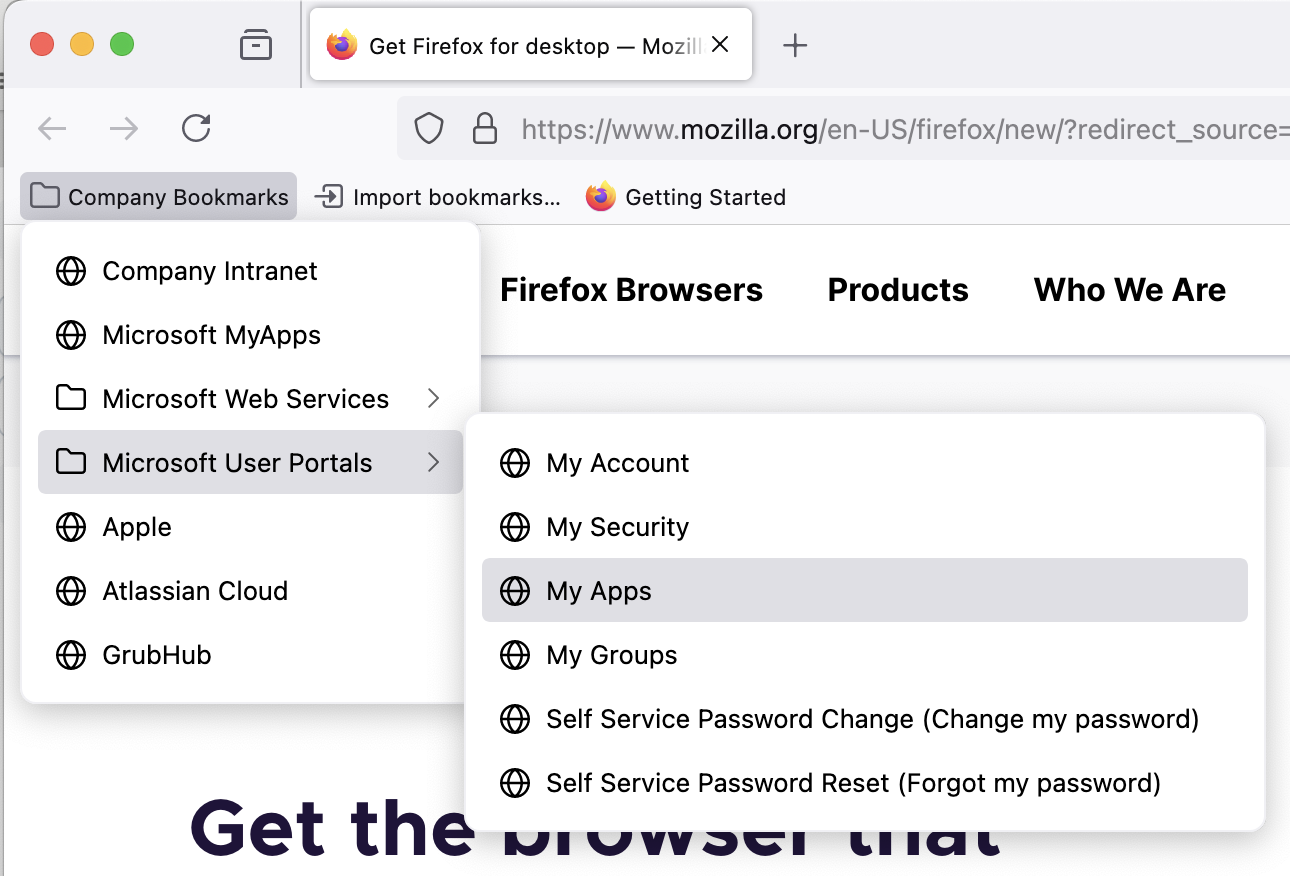 Get Firefox for desktop — Mozill
https://www.mozilla.org/en-US/firefox/new/?redirect_source=
Company Bookmarks
Import bookmarks...
Getting Started
Company Intranet
Microsoft MyApps
Microsoft Web Services
Microsoft User Portals
Apple
Atlassian Cloud
GrubHub
Firefox Browsers
Products
Who We Are
My Account
My Security
My Apps
My Groups
Self Service Password Change (Change my password)
Self Service Password Reset (Forgot my password)
Get the browser that